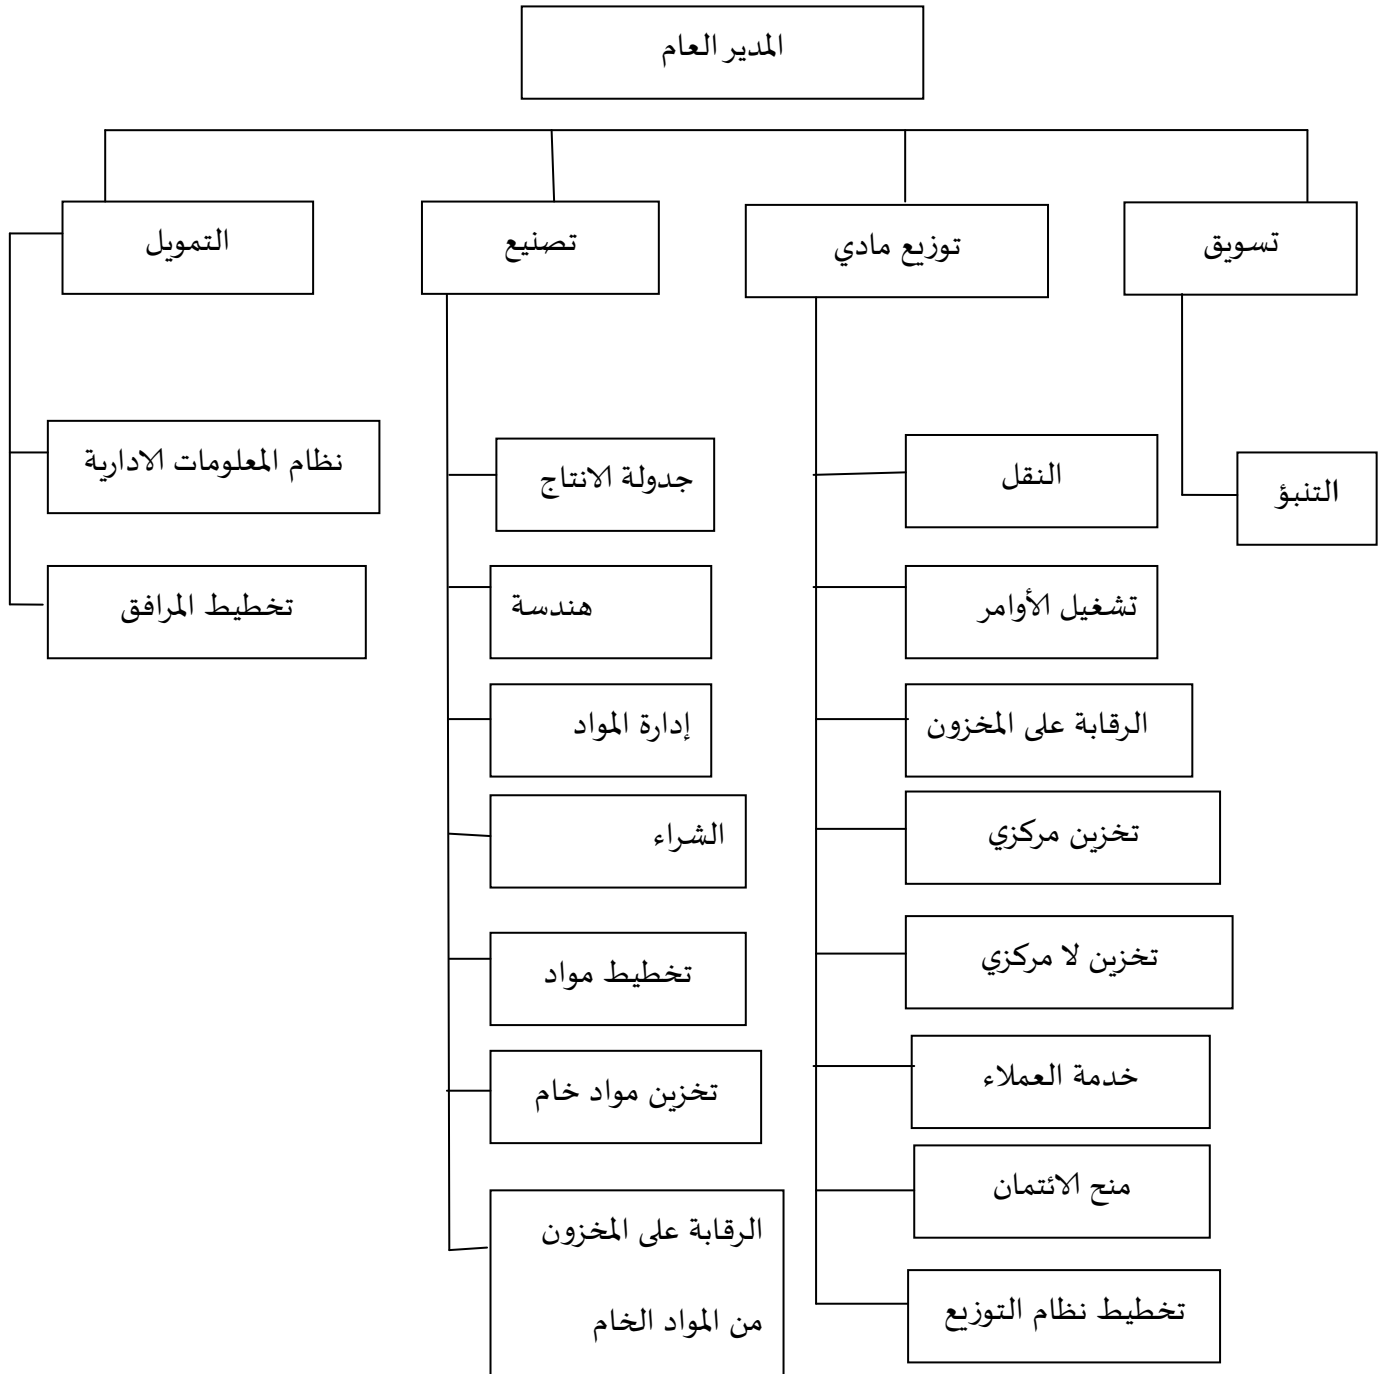 المدير العام
تسويق
توزيع مادي
تصنيع
التمويل
التنبؤ
النقل
تشغيل الأوامر
الرقابة على المخزون
تخزين مركزي
تخزين لا مركزي
خدمة العملاء
منح الائتمان
تخطيط نظام التوزيع
جدولة الانتاج
هندسة
إدارة المواد
الشراء
تخطيط مواد
تخزين مواد خام
الرقابة على المخزون
من المواد الخام
نظام المعلومات الادارية
تخطيط المرافق